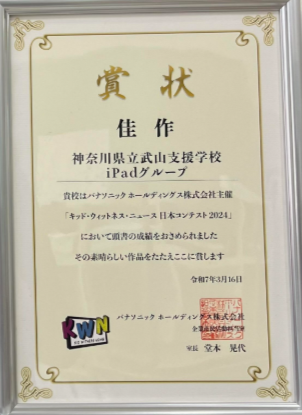 賞状
佳作
神奈川県立武山支援学校
iPadグループ
貴校はパナソニック ホールディングス株式会社主催
「キッド・ウィットネス・ニュース 日本コンテスト2024」
において頭書の成績をおさめられました
その素晴らしい作品をたたえここに賞します
令和7年3月16日
パナソニック ホールディングス株式会社
室長 堂本 晃代
KWN